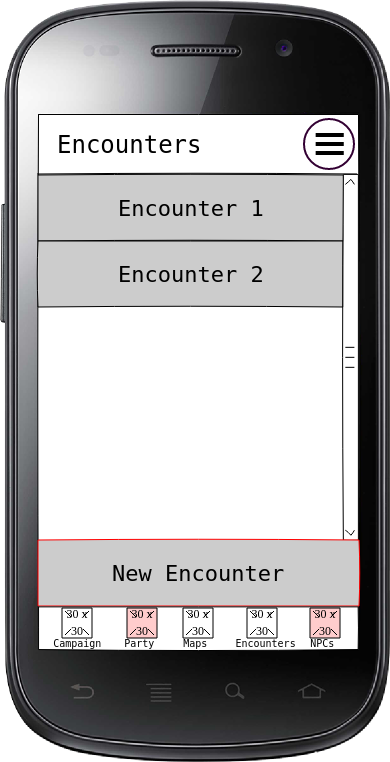 Encounters
Encounter 1
Encounter 2
New Encounter
30 x 30 x 30 x 30 x 30 x
30 30 30 30 30
Campaign Party Maps Encounters NPCs